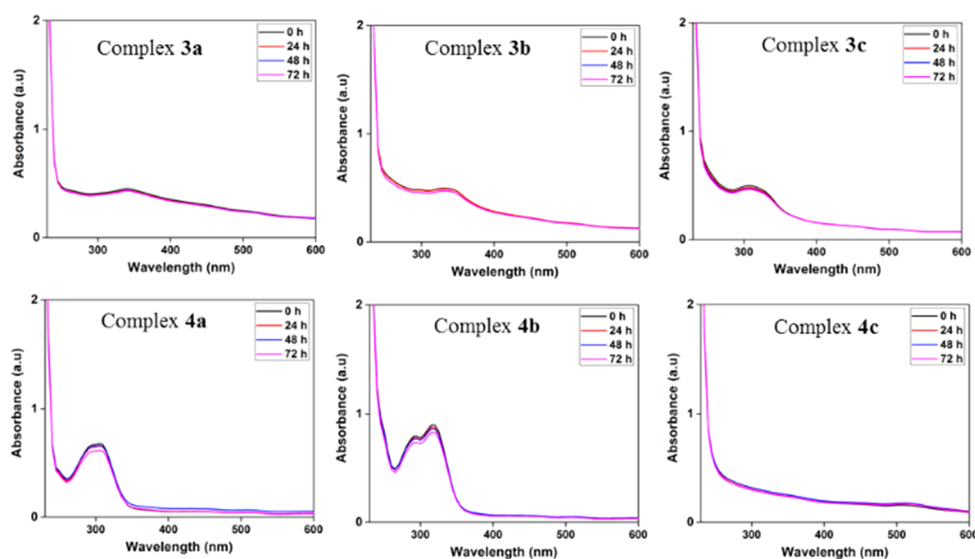 Complex 3a
0 h
24 h
48 h
72 h
Absorbance (a.u)
2
1
0
300
400
500
600
Wavelength (nm)
Complex 3b
0 h
24 h
48 h
72 h
Absorbance (a.u)
2
1
0
300
400
500
600
Wavelength (nm)
Complex 3c
0 h
24 h
48 h
72 h
Absorbance (a.u)
2
1
0
300
400
500
600
Wavelength (nm)
Complex 4a
0 h
24 h
48 h
72 h
Absorbance (a.u)
2
1
0
300
400
500
600
Wavelength (nm)
Complex 4b
0 h
24 h
48 h
72 h
Absorbance (a.u)
2
1
0
300
400
500
600
Wavelength (nm)
Complex 4c
0 h
24 h
48 h
72 h
Absorbance (a.u)
2
1
0
300
400
500
600
Wavelength (nm)